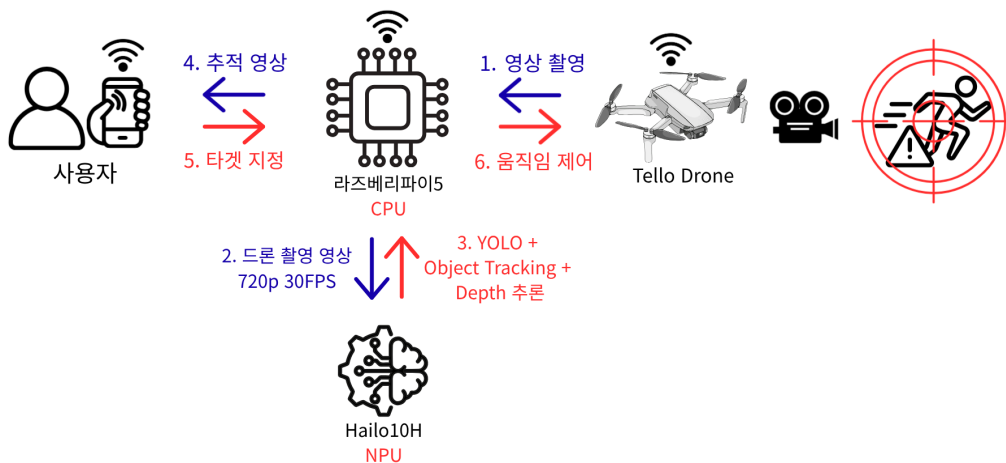 4. 추적 영상
1. 영상 촬영
5. 타겟 지정
6. 움직임 제어
사용자
라즈베리파이5
CPU
Tello Drone
2. 드론 촬영 영상
720p 30FPS
3. YOLO +
Object Tracking +
Depth 추론
Hailo10H
NPU